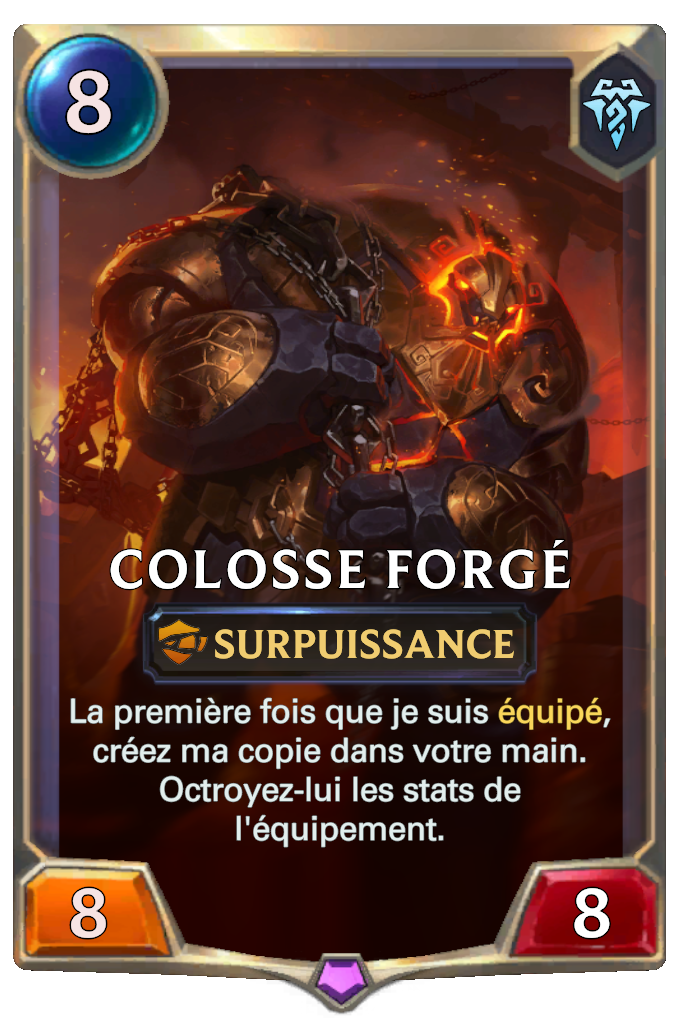 8
COLOSSE FORGÉ
SURPUISSANCE
La première fois que je suis équipé,
créez ma copie dans votre main.
Octroyez-lui les stats de
l'équipement.
8
8